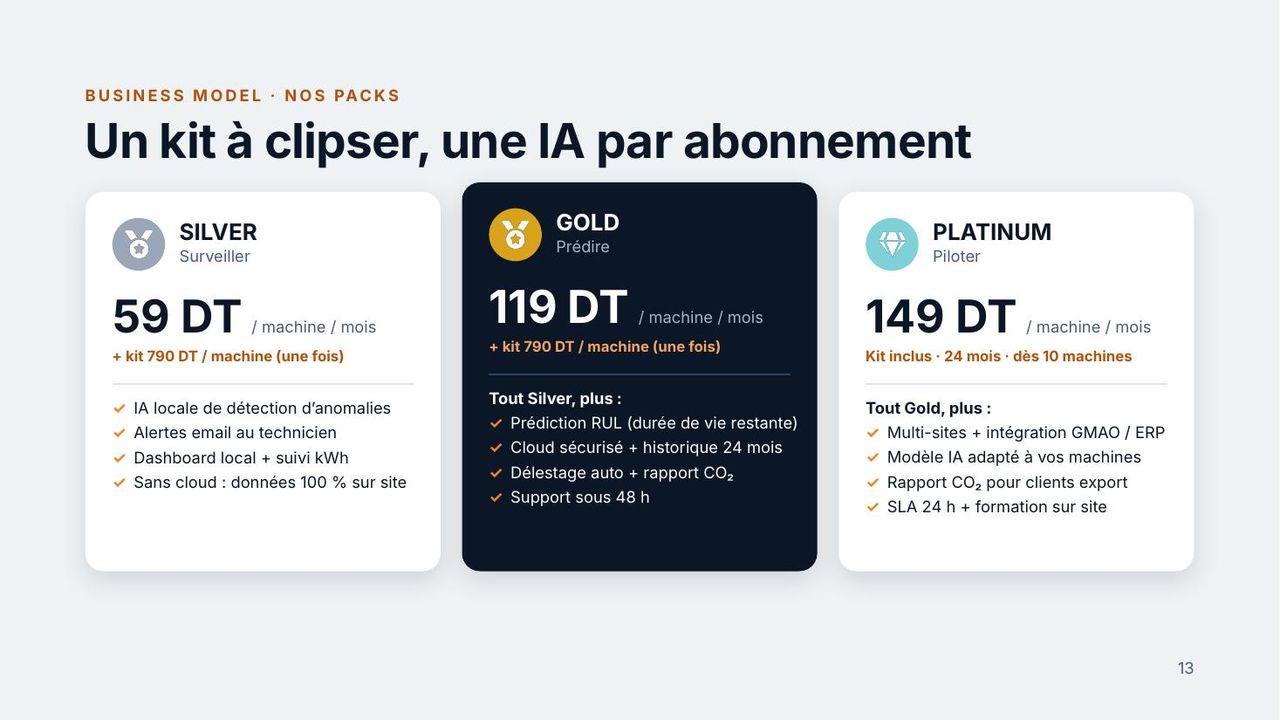 BUSINESS MODEL · NOS PACKS
Un kit à clipser, une IA par abonnement
SILVER
Surveiller
59 DT / machine / mois
+ kit 790 DT / machine (une fois)
✓ IA locale de détection d’anomalies
✓ Alertes email au technicien
✓ Dashboard local + suivi kWh
✓ Sans cloud : données 100 % sur site
GOLD
Prédire
119 DT / machine / mois
+ kit 790 DT / machine (une fois)
Tout Silver, plus :
✓ Prédiction RUL (durée de vie restante)
✓ Cloud sécurisé + historique 24 mois
✓ Délestage auto + rapport CO₂
✓ Support sous 48 h
PLATINUM
Piloter
149 DT / machine / mois
Kit inclus · 24 mois · dès 10 machines
Tout Gold, plus :
✓ Multi-sites + intégration GMAO / ERP
✓ Modèle IA adapté à vos machines
✓ Rapport CO₂ pour clients export
✓ SLA 24 h + formation sur site
13